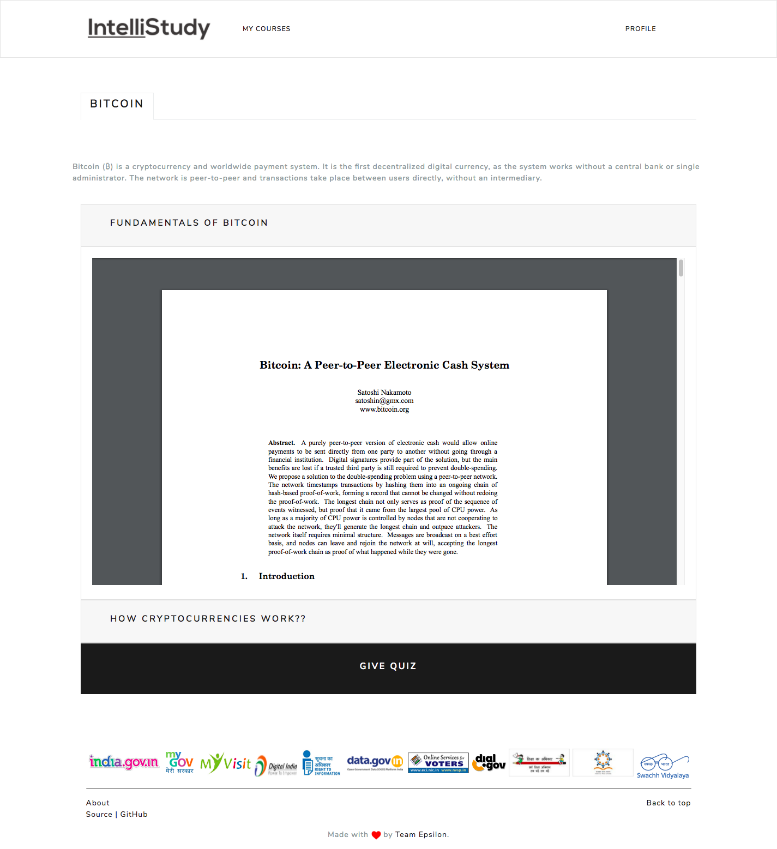 IntelliStudy
MY COURSES
PROFILE
BITCOIN
Bitcoin (₿) is a cryptocurrency and worldwide payment system. It is the first decentralized digital currency, as the system works without a central bank or single
administrator. The network is peer-to-peer and transactions take place between users directly, without an intermediary.
FUNDAMENTALS OF BITCOIN
Bitcoin: A Peer-to-Peer Electronic Cash System
Satoshi Nakamoto
satoshin@gmx.com
www.bitcoin.org
Abstract. A purely peer-to-peer version of electronic cash would allow online
payments to be sent directly from one party to another without going through a
financial institution. Digital signatures provide part of the solution, but the main
benefits are lost if a trusted third party is still required to prevent double-spending.
We propose a solution to the double-spending problem using a peer-to-peer network.
The network timestamps transactions by hashing them into an ongoing chain of
hash-based proof-of-work, forming a record that cannot be changed without redoing
the proof-of-work. The longest chain not only serves as proof of the sequence of
events witnessed, but proof that it came from the largest pool of CPU power. As
long as a majority of CPU power is controlled by nodes that are not cooperating to
attack the network, they'll generate the longest chain and outpace attackers. The
network itself requires minimal structure. Messages are broadcast on a best effort
basis, and nodes can leave and rejoin the network at will, accepting the longest
proof-of-work chain as proof of what happened while they were gone.
1. Introduction
HOW CRYPTOCURRENCIES WORK??
GIVE QUIZ
india.gov.in
my
GOV
मेरी सरकार
MY Visit
Digital India
सूचना का
अधिकार
RIGHT TO
INFORMATION
data.gov in
Online Services for
VOTERS
digi
gov
Swachh Vidyalaya
About
Back to top
Source | GitHub
Made with ❤ by Team Epsilon.